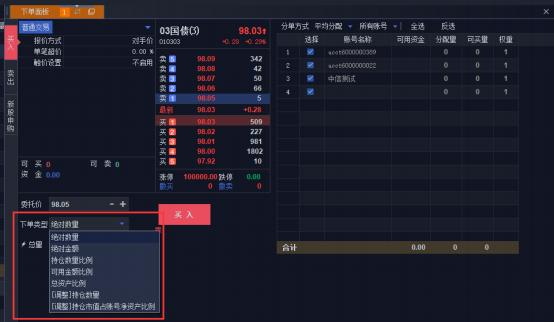 下单面板 1
买入
卖出
新股申购
普通交易
报价方式 对手价
单笔超价 0.00 %
触价设置 不启用
可 买 0 可 卖 0
资 金 0.00
03国债(3) 98.03↑
010303 +0.28 +0.29%
卖 5 98.09 342
卖 4 98.08 42
卖 3 98.07 50
卖 2 98.06 66
卖 1 98.05 5
最新 98.03 +0.28
买 1 98.03 509
买 2 98.02 227
买 3 98.01 981
买 4 98.00 1802
买 5 97.92 10
涨停 100000.00 跌停 0.00
撤买 0 撤卖 0
委托价 98.05 - +
下单类型 绝对数量
总量
绝对数量
绝对金额
持仓数量比例
可用金额比例
总资产比例
[调整]持仓数量
[调整]持仓市值占账号净资产比例
买 入
分单方式 平均分配 所有账号 全选 反选
选择 账号名称 可用资金 分配量 可买量 权重
1 acct6000000369 0 0 1
2 acct6000000022 0 0 1
3 中信测试 0 0 1
4 0 0 1
合计 0.00 0 0